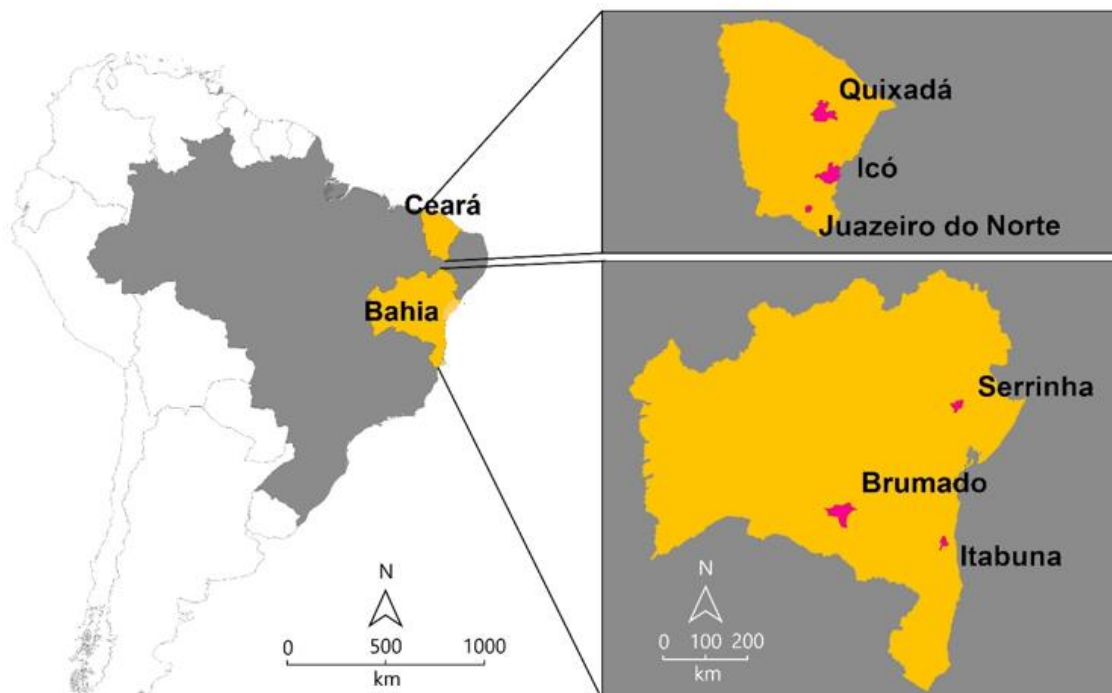 Ceará
Bahia
N
0 500 1000
km
Quixadá
Icó
Juazeiro do Norte
Serrinha
Brumado
Itabuna
N
0 100 200
km